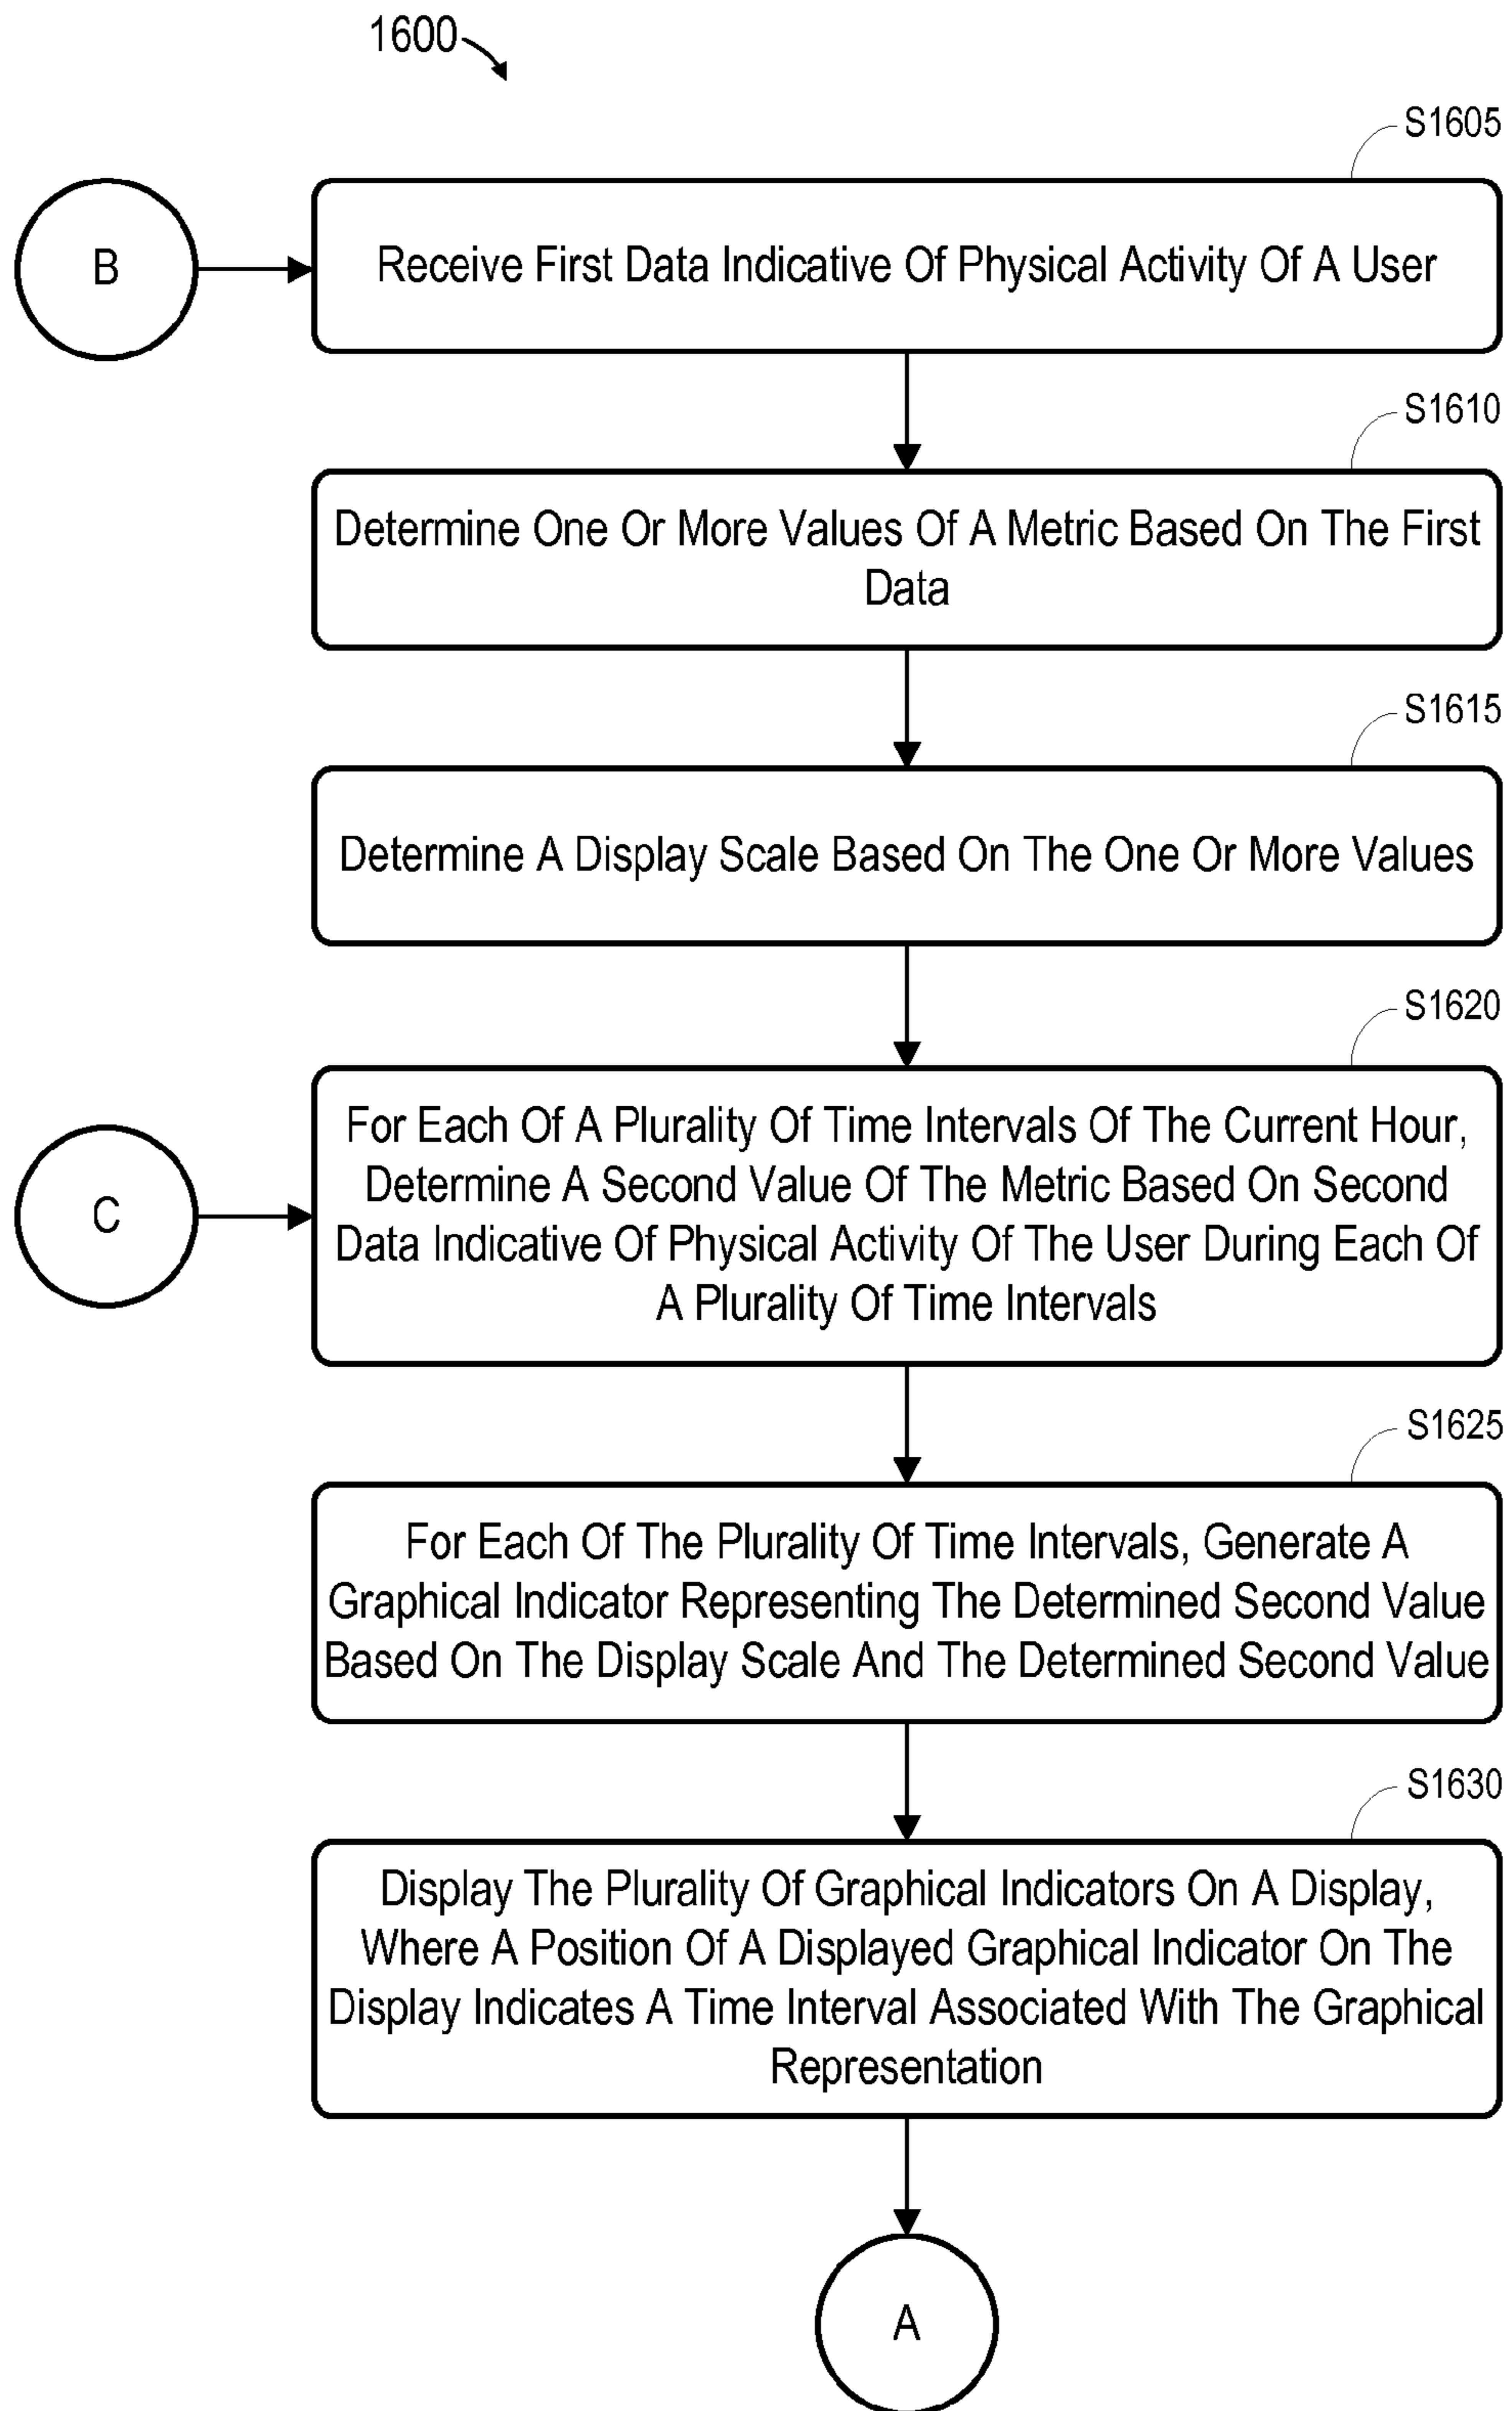 1600
S1605
B
Receive First Data Indicative Of Physical Activity Of A User
S1610
Determine One Or More Values Of A Metric Based On The First
Data
S1615
Determine A Display Scale Based On The One Or More Values
S1620
C
For Each Of A Plurality Of Time Intervals Of The Current Hour,
Determine A Second Value Of The Metric Based On Second
Data Indicative Of Physical Activity Of The User During Each Of
A Plurality Of Time Intervals
S1625
For Each Of The Plurality Of Time Intervals, Generate A
Graphical Indicator Representing The Determined Second Value
Based On The Display Scale And The Determined Second Value
S1630
Display The Plurality Of Graphical Indicators On A Display,
Where A Position Of A Displayed Graphical Indicator On The
Display Indicates A Time Interval Associated With The Graphical
Representation
A